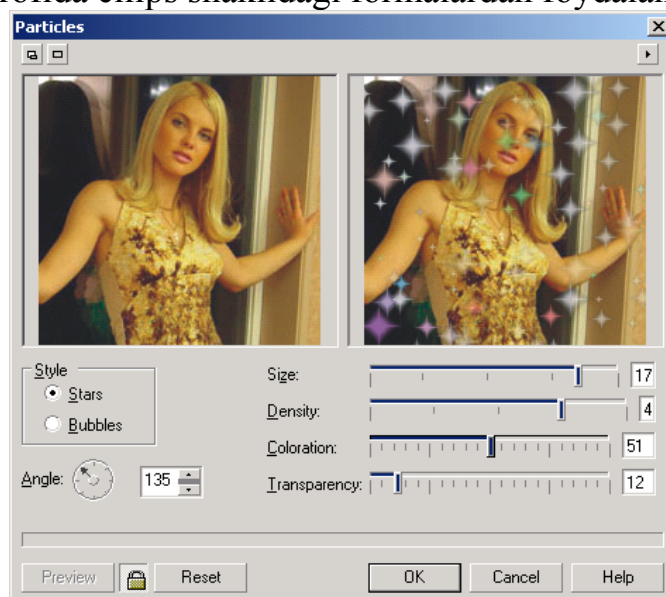 Particles
Style
Stars
Bubbles
Angle: 135
Size: 17
Density: 4
Coloration: 51
Transparency: 12
Preview Reset OK Cancel Help